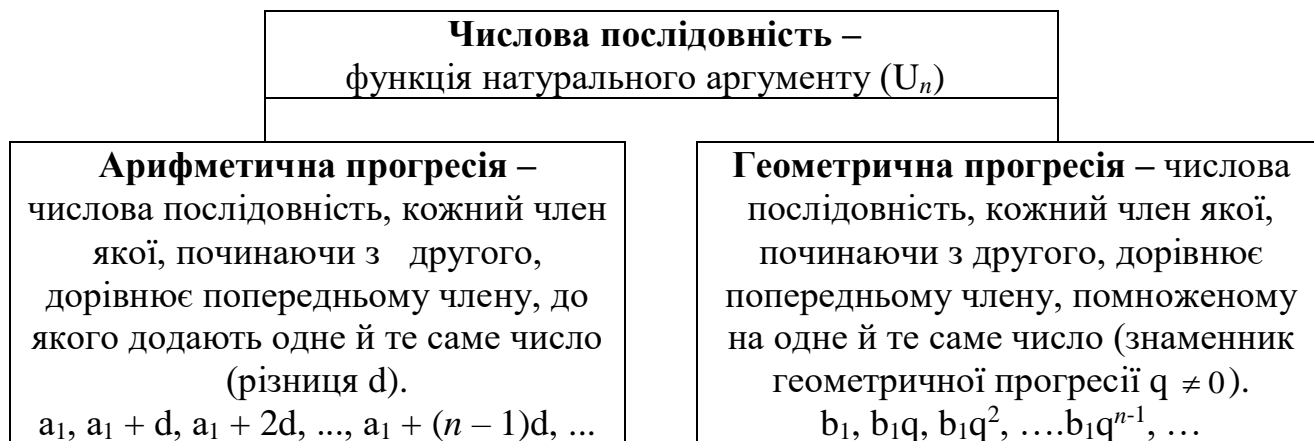 Числова послідовність –
функція натурального аргументу (Uₙ)
Арифметична прогресія –
числова послідовність, кожний член
якої, починаючи з другого,
дорівнює попередньому члену, до
якого додають одне й те саме число
(різниця d).
a₁, a₁ + d, a₁ + 2d, ..., a₁ + (n – 1)d, ...
Геометрична прогресія – числова
послідовність, кожний член якої,
починаючи з другого, дорівнює
попередньому члену, помноженому
на одне й те саме число (знаменник
геометричної прогресії q ≠ 0).
b₁, b₁q, b₁q², ….b₁qⁿ⁻¹, …